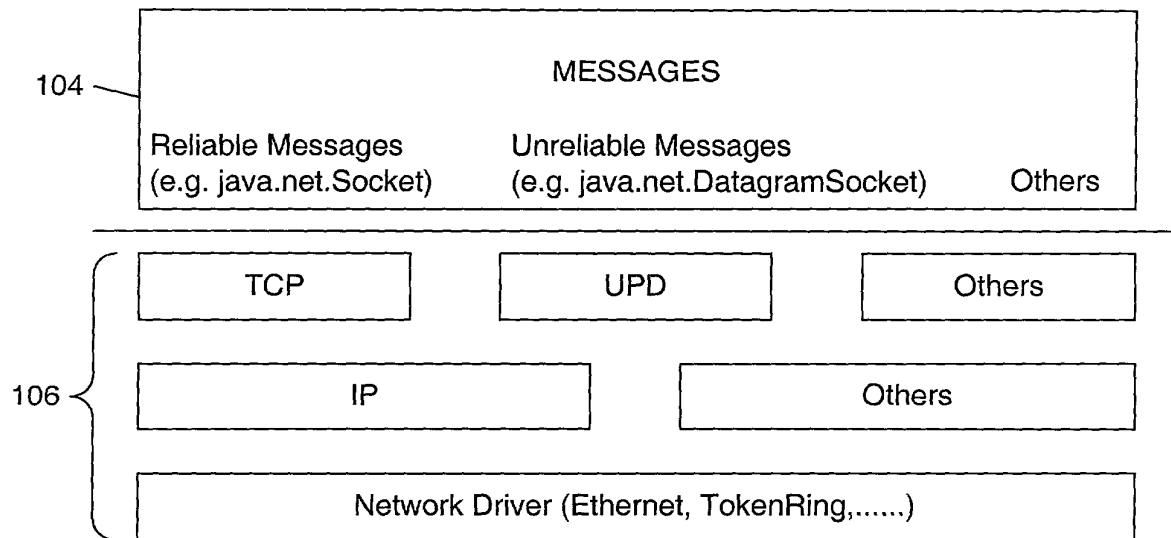 MESSAGES
104
Reliable Messages
(e.g. java.net.Socket)
Unreliable Messages
(e.g. java.net.DatagramSocket)
Others
TCP
UPD
Others
106
IP
Others
Network Driver (Ethernet, TokenRing,......)